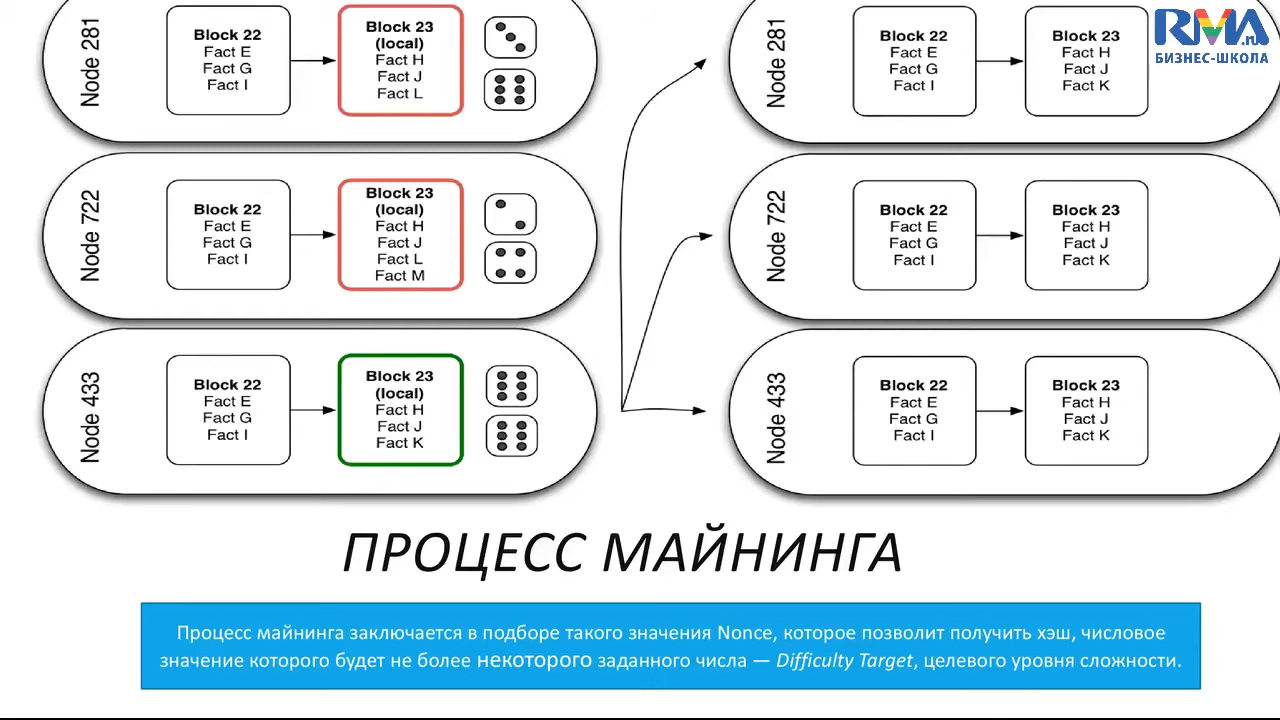 RMA.ru
БИЗНЕС-ШКОЛА
Node 281
Block 22
Fact E
Fact G
Fact I
Block 23
(local)
Fact H
Fact J
Fact L
Node 281
Block 22
Fact E
Fact G
Fact I
Block 23
Fact H
Fact J
Fact K
Node 722
Block 22
Fact E
Fact G
Fact I
Block 23
(local)
Fact H
Fact J
Fact L
Fact M
Node 722
Block 22
Fact E
Fact G
Fact I
Block 23
Fact H
Fact J
Fact K
Node 433
Block 22
Fact E
Fact G
Fact I
Block 23
(local)
Fact H
Fact J
Fact K
Node 433
Block 22
Fact E
Fact G
Fact I
Block 23
Fact H
Fact J
Fact K
ПРОЦЕСС МАЙНИНГА
Процесс майнинга заключается в подборе такого значения Nonce, которое позволит получить хэш, числовое
значение которого будет не более некоторого заданного числа — Difficulty Target, целевого уровня сложности.